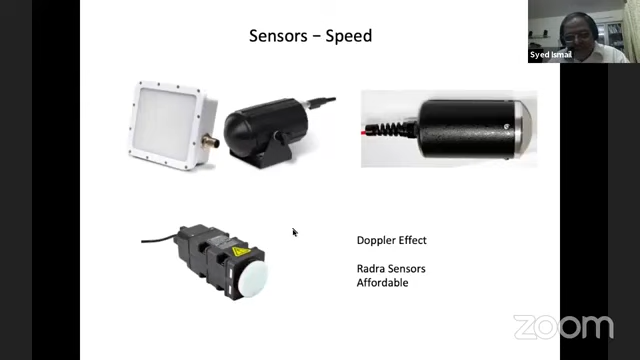 Sensors – Speed
Syed Ismail
Doppler Effect
Radra Sensors
Affordable
zoom